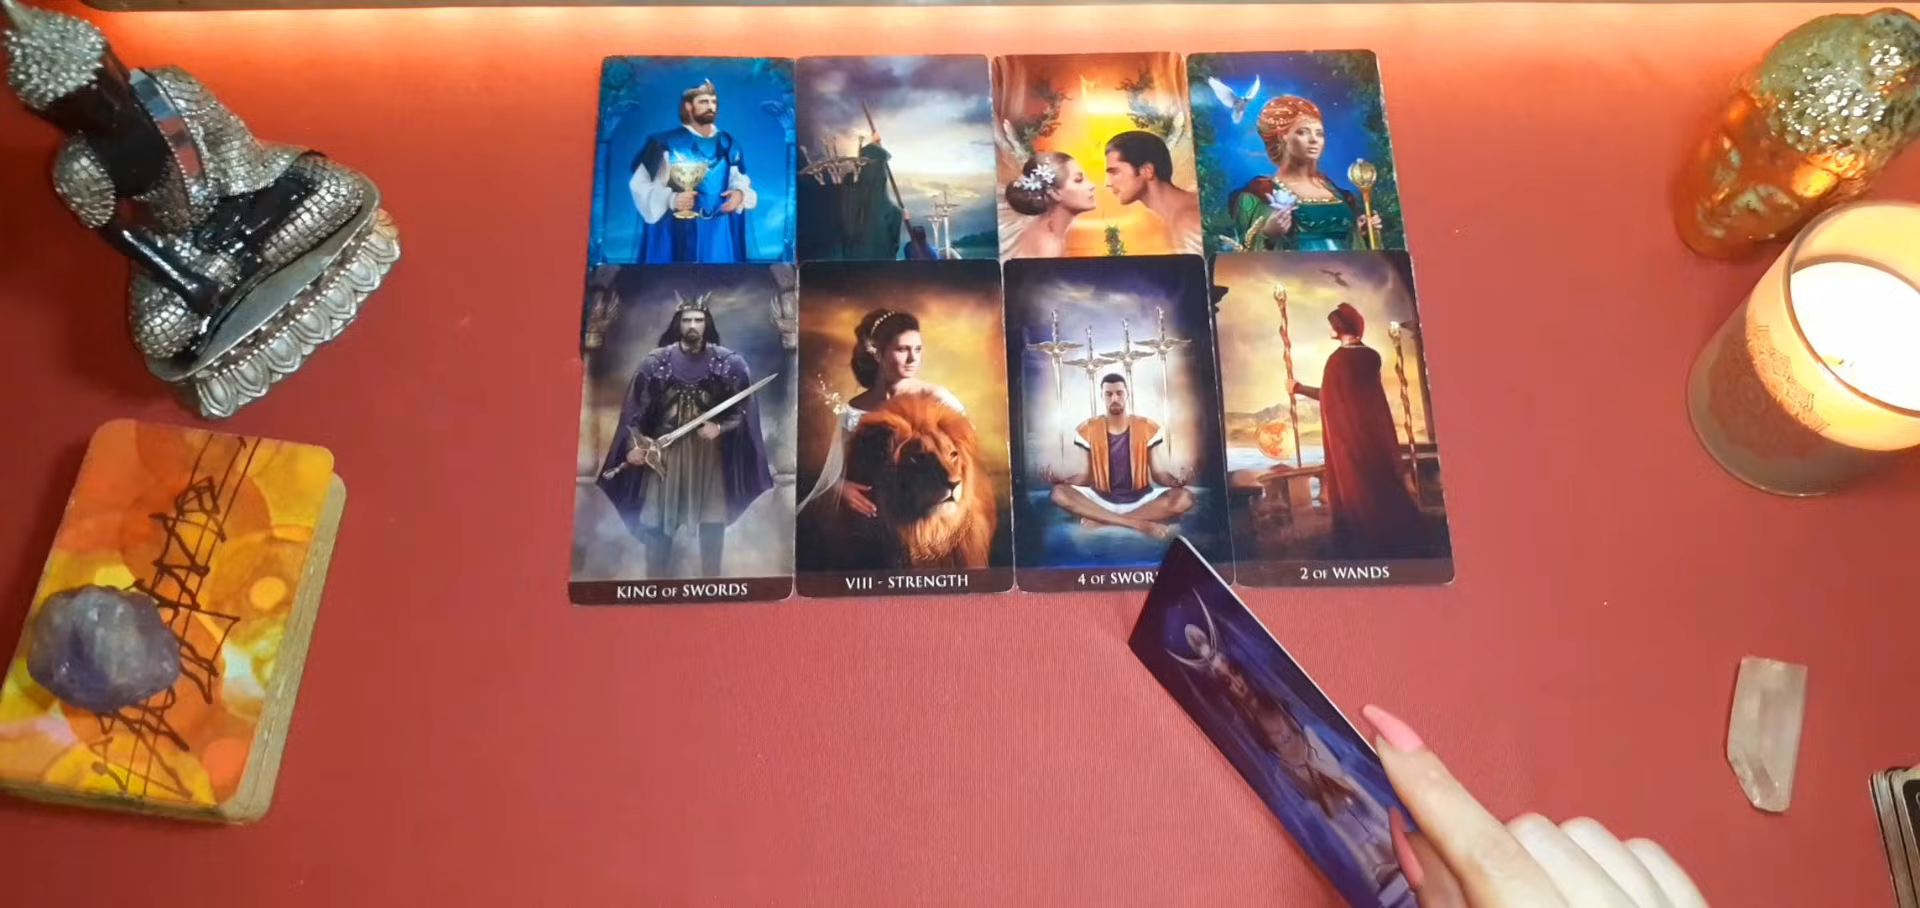 KING OF SWORDS
VIII - STRENGTH
4 OF SWOR
2 OF WANDS